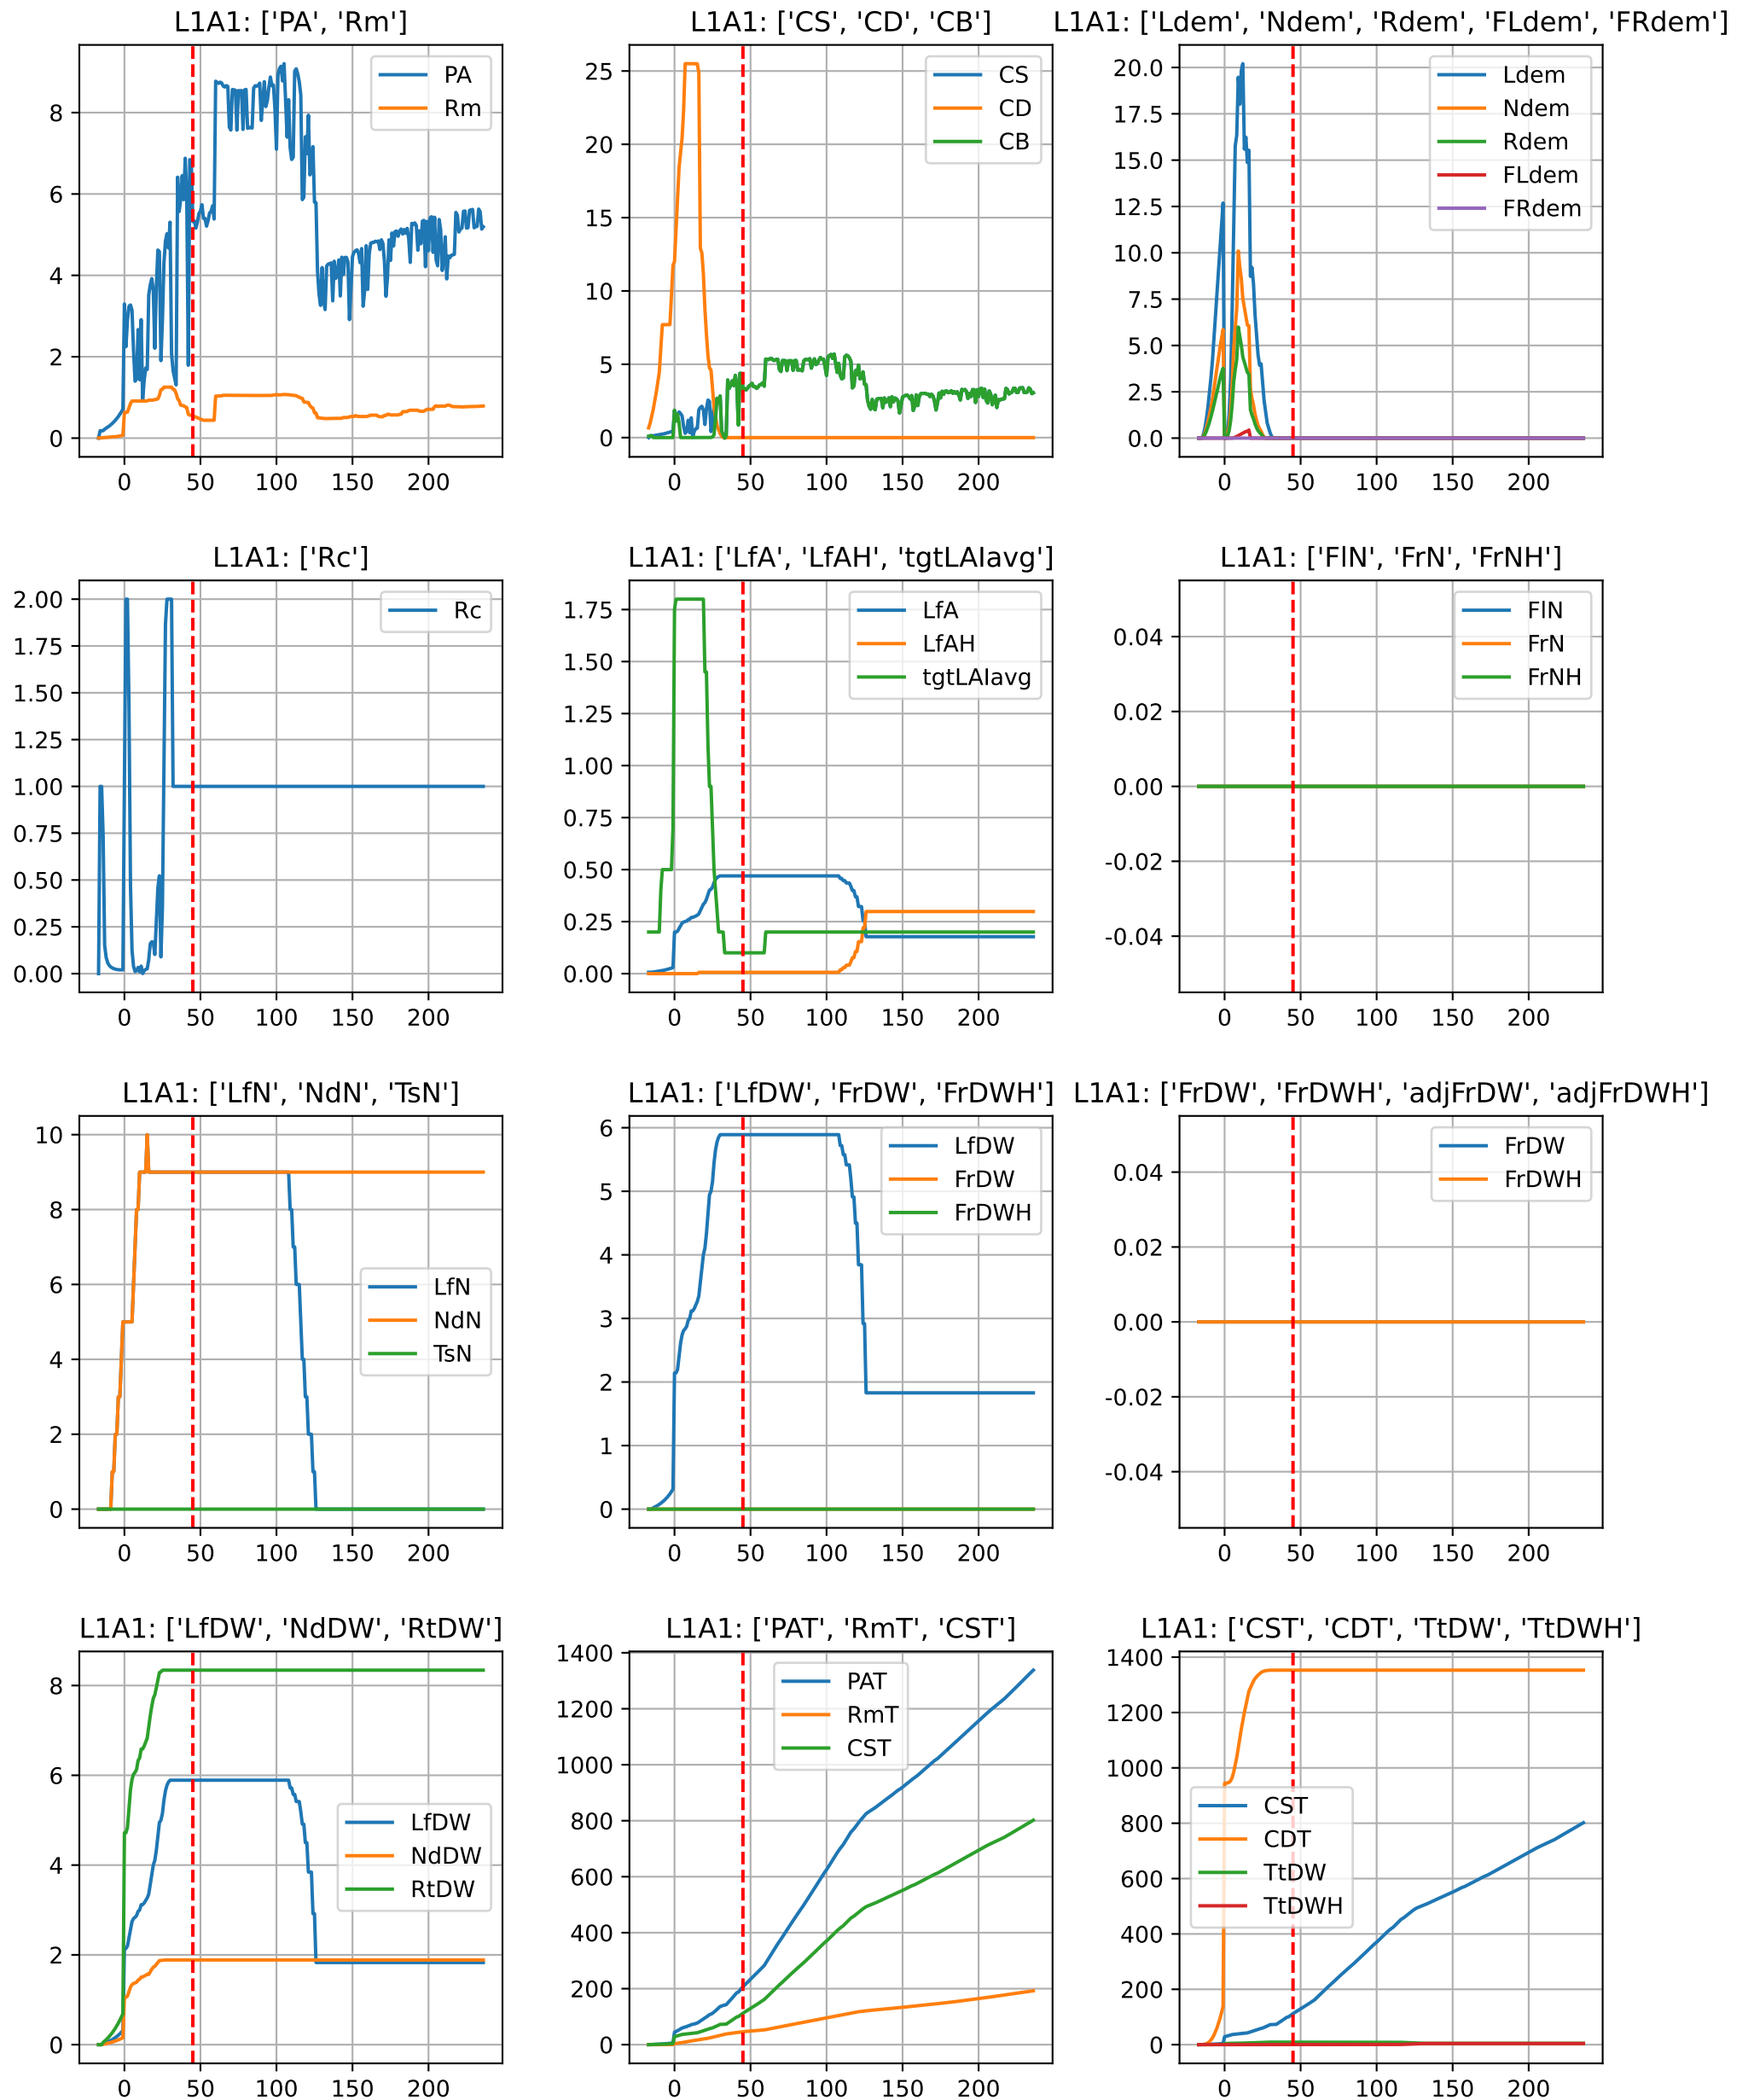 L1A1: ['PA', 'Rm']
PA
Rm
8
6
4
2
0
0 50 100 150 200
L1A1: ['CS', 'CD', 'CB']
CS
CD
CB
25
20
15
10
5
0
0 50 100 150 200
L1A1: ['Ldem', 'Ndem', 'Rdem', 'FLdem', 'FRdem']
Ldem
Ndem
Rdem
FLdem
FRdem
20.0
17.5
15.0
12.5
10.0
7.5
5.0
2.5
0.0
0 50 100 150 200
L1A1: ['Rc']
Rc
2.00
1.75
1.50
1.25
1.00
0.75
0.50
0.25
0.00
0 50 100 150 200
L1A1: ['LfA', 'LfAH', 'tgtLAIavg']
LfA
LfAH
tgtLAIavg
1.75
1.50
1.25
1.00
0.75
0.50
0.25
0.00
0 50 100 150 200
L1A1: ['FlN', 'FrN', 'FrNH']
FlN
FrN
FrNH
0.04
0.02
0.00
-0.02
-0.04
0 50 100 150 200
L1A1: ['LfN', 'NdN', 'TsN']
LfN
NdN
TsN
10
8
6
4
2
0
0 50 100 150 200
L1A1: ['LfDW', 'FrDW', 'FrDWH']
LfDW
FrDW
FrDWH
6
5
4
3
2
1
0
0 50 100 150 200
L1A1: ['FrDW', 'FrDWH', 'adjFrDW', 'adjFrDWH']
FrDW
FrDWH
0.04
0.02
0.00
-0.02
-0.04
0 50 100 150 200
L1A1: ['LfDW', 'NdDW', 'RtDW']
LfDW
NdDW
RtDW
8
6
4
2
0
0 50 100 150 200
L1A1: ['PAT', 'RmT', 'CST']
PAT
RmT
CST
1400
1200
1000
800
600
400
200
0
0 50 100 150 200
L1A1: ['CST', 'CDT', 'TtDW', 'TtDWH']
CST
CDT
TtDW
TtDWH
1400
1200
1000
800
600
400
200
0
0 50 100 150 200